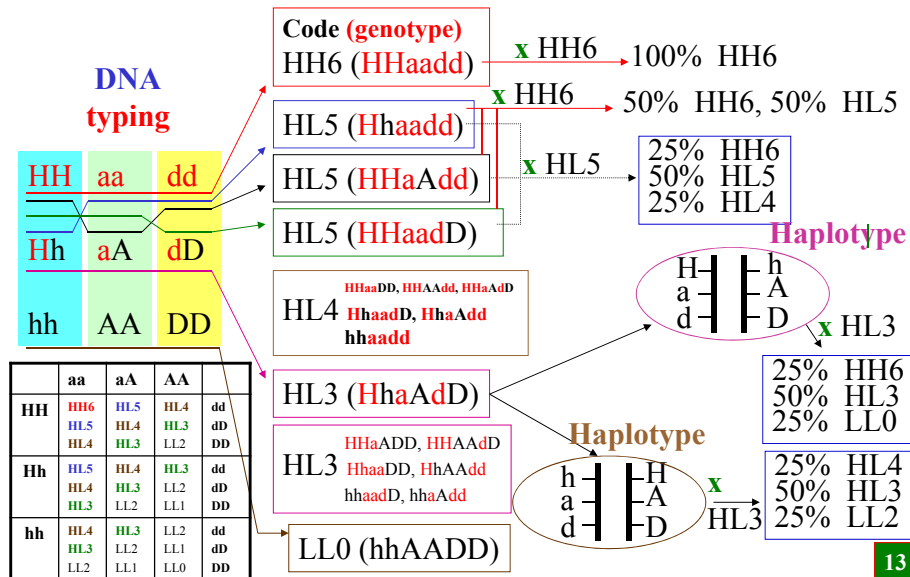 Code (genotype)
HH6 (HHaadd)
x HH6
100% HH6
DNA
typing
x HH6
50% HH6, 50% HL5
HL5 (Hhaadd)
HL5 (HHaAdd)
HL5 (HHaadD)
x HL5
25% HH6
50% HL5
25% HL4
HH aa dd
Hh aA dD
hh AA DD
Haplotype
H h
a A
d D
x HL3
25% HH6
50% HL3
25% LL0
HL4
HHaaDD, HHAAdd, HHaAdD
HhaadD, HhaAdd
hhaadd
HL3 (HhaAdD)
HL3
HHaADD, HHAAdD
HhaaDD, HhAAdd
hhaadD, hhaAdd
Haplotype
h H
a A
d D
x
HL3
25% HL4
50% HL3
25% LL2
LL0 (hhAADD)
aa aA AA
HH
HH6 HL5 HL4 dd
HL5 HL4 HL3 dD
HL4 HL3 LL2 DD
Hh
HL5 HL4 HL3 dd
HL4 HL3 LL2 dD
HL3 LL2 LL1 DD
hh
HL4 HL3 LL2 dd
HL3 LL2 LL1 dD
LL2 LL1 LL0 DD
13